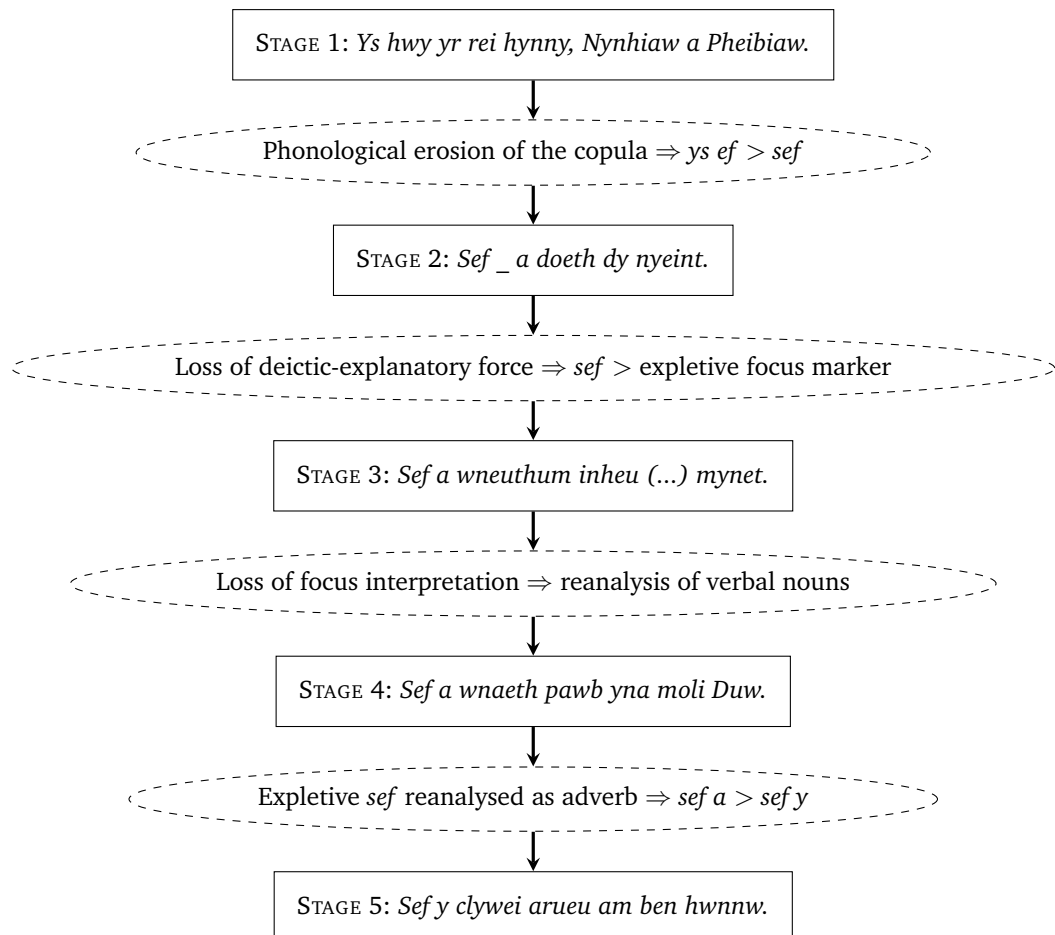 STAGE 1: Ys hwy yr rei hynny, Nynhiaw a Pheibiaw.
Phonological erosion of the copula ⇒ ys ef > sef
STAGE 2: Sef _ a doeth dy nyeint.
Loss of deictic-explanatory force ⇒ sef > expletive focus marker
STAGE 3: Sef a wneuthum inheu (...) mynet.
Loss of focus interpretation ⇒ reanalysis of verbal nouns
STAGE 4: Sef a wnaeth pawb yna moli Duw.
Expletive sef reanalysed as adverb ⇒ sef a > sef y
STAGE 5: Sef y clywei arueu am ben hwnnw.